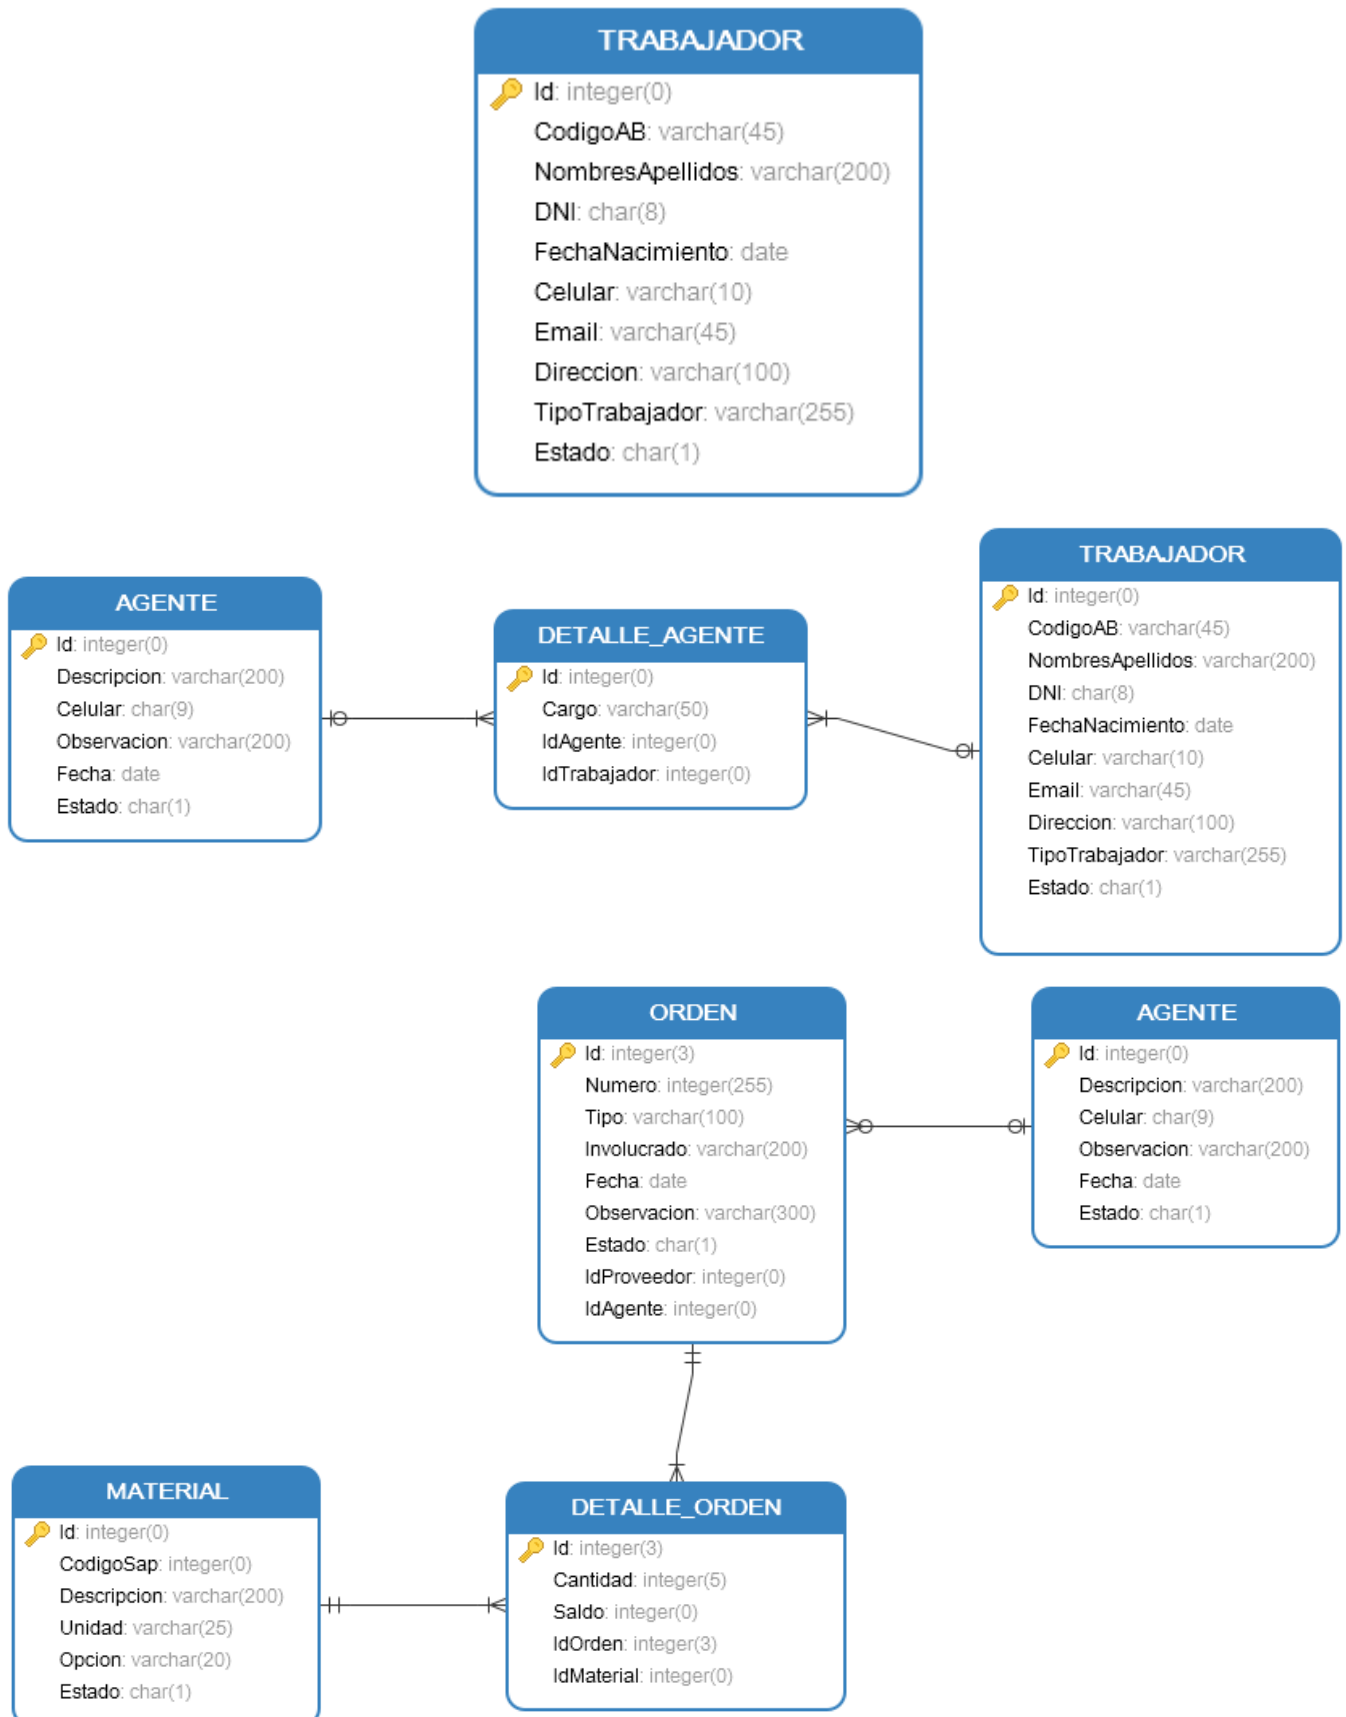 TRABAJADOR
Id: integer(0)
CodigoAB: varchar(45)
NombresApellidos: varchar(200)
DNI: char(8)
FechaNacimiento: date
Celular: varchar(10)
Email: varchar(45)
Direccion: varchar(100)
TipoTrabajador: varchar(255)
Estado: char(1)
AGENTE
Id: integer(0)
Descripcion: varchar(200)
Celular: char(9)
Observacion: varchar(200)
Fecha: date
Estado: char(1)
DETALLE_AGENTE
Id: integer(0)
Cargo: varchar(50)
IdAgente: integer(0)
IdTrabajador: integer(0)
TRABAJADOR
Id: integer(0)
CodigoAB: varchar(45)
NombresApellidos: varchar(200)
DNI: char(8)
FechaNacimiento: date
Celular: varchar(10)
Email: varchar(45)
Direccion: varchar(100)
TipoTrabajador: varchar(255)
Estado: char(1)
ORDEN
Id: integer(3)
Numero: integer(255)
Tipo: varchar(100)
Involucrado: varchar(200)
Fecha: date
Observacion: varchar(300)
Estado: char(1)
IdProveedor: integer(0)
IdAgente: integer(0)
AGENTE
Id: integer(0)
Descripcion: varchar(200)
Celular: char(9)
Observacion: varchar(200)
Fecha: date
Estado: char(1)
MATERIAL
Id: integer(0)
CodigoSap: integer(0)
Descripcion: varchar(200)
Unidad: varchar(25)
Opcion: varchar(20)
Estado: char(1)
DETALLE_ORDEN
Id: integer(3)
Cantidad: integer(5)
Saldo: integer(0)
IdOrden: integer(3)
IdMaterial: integer(0)